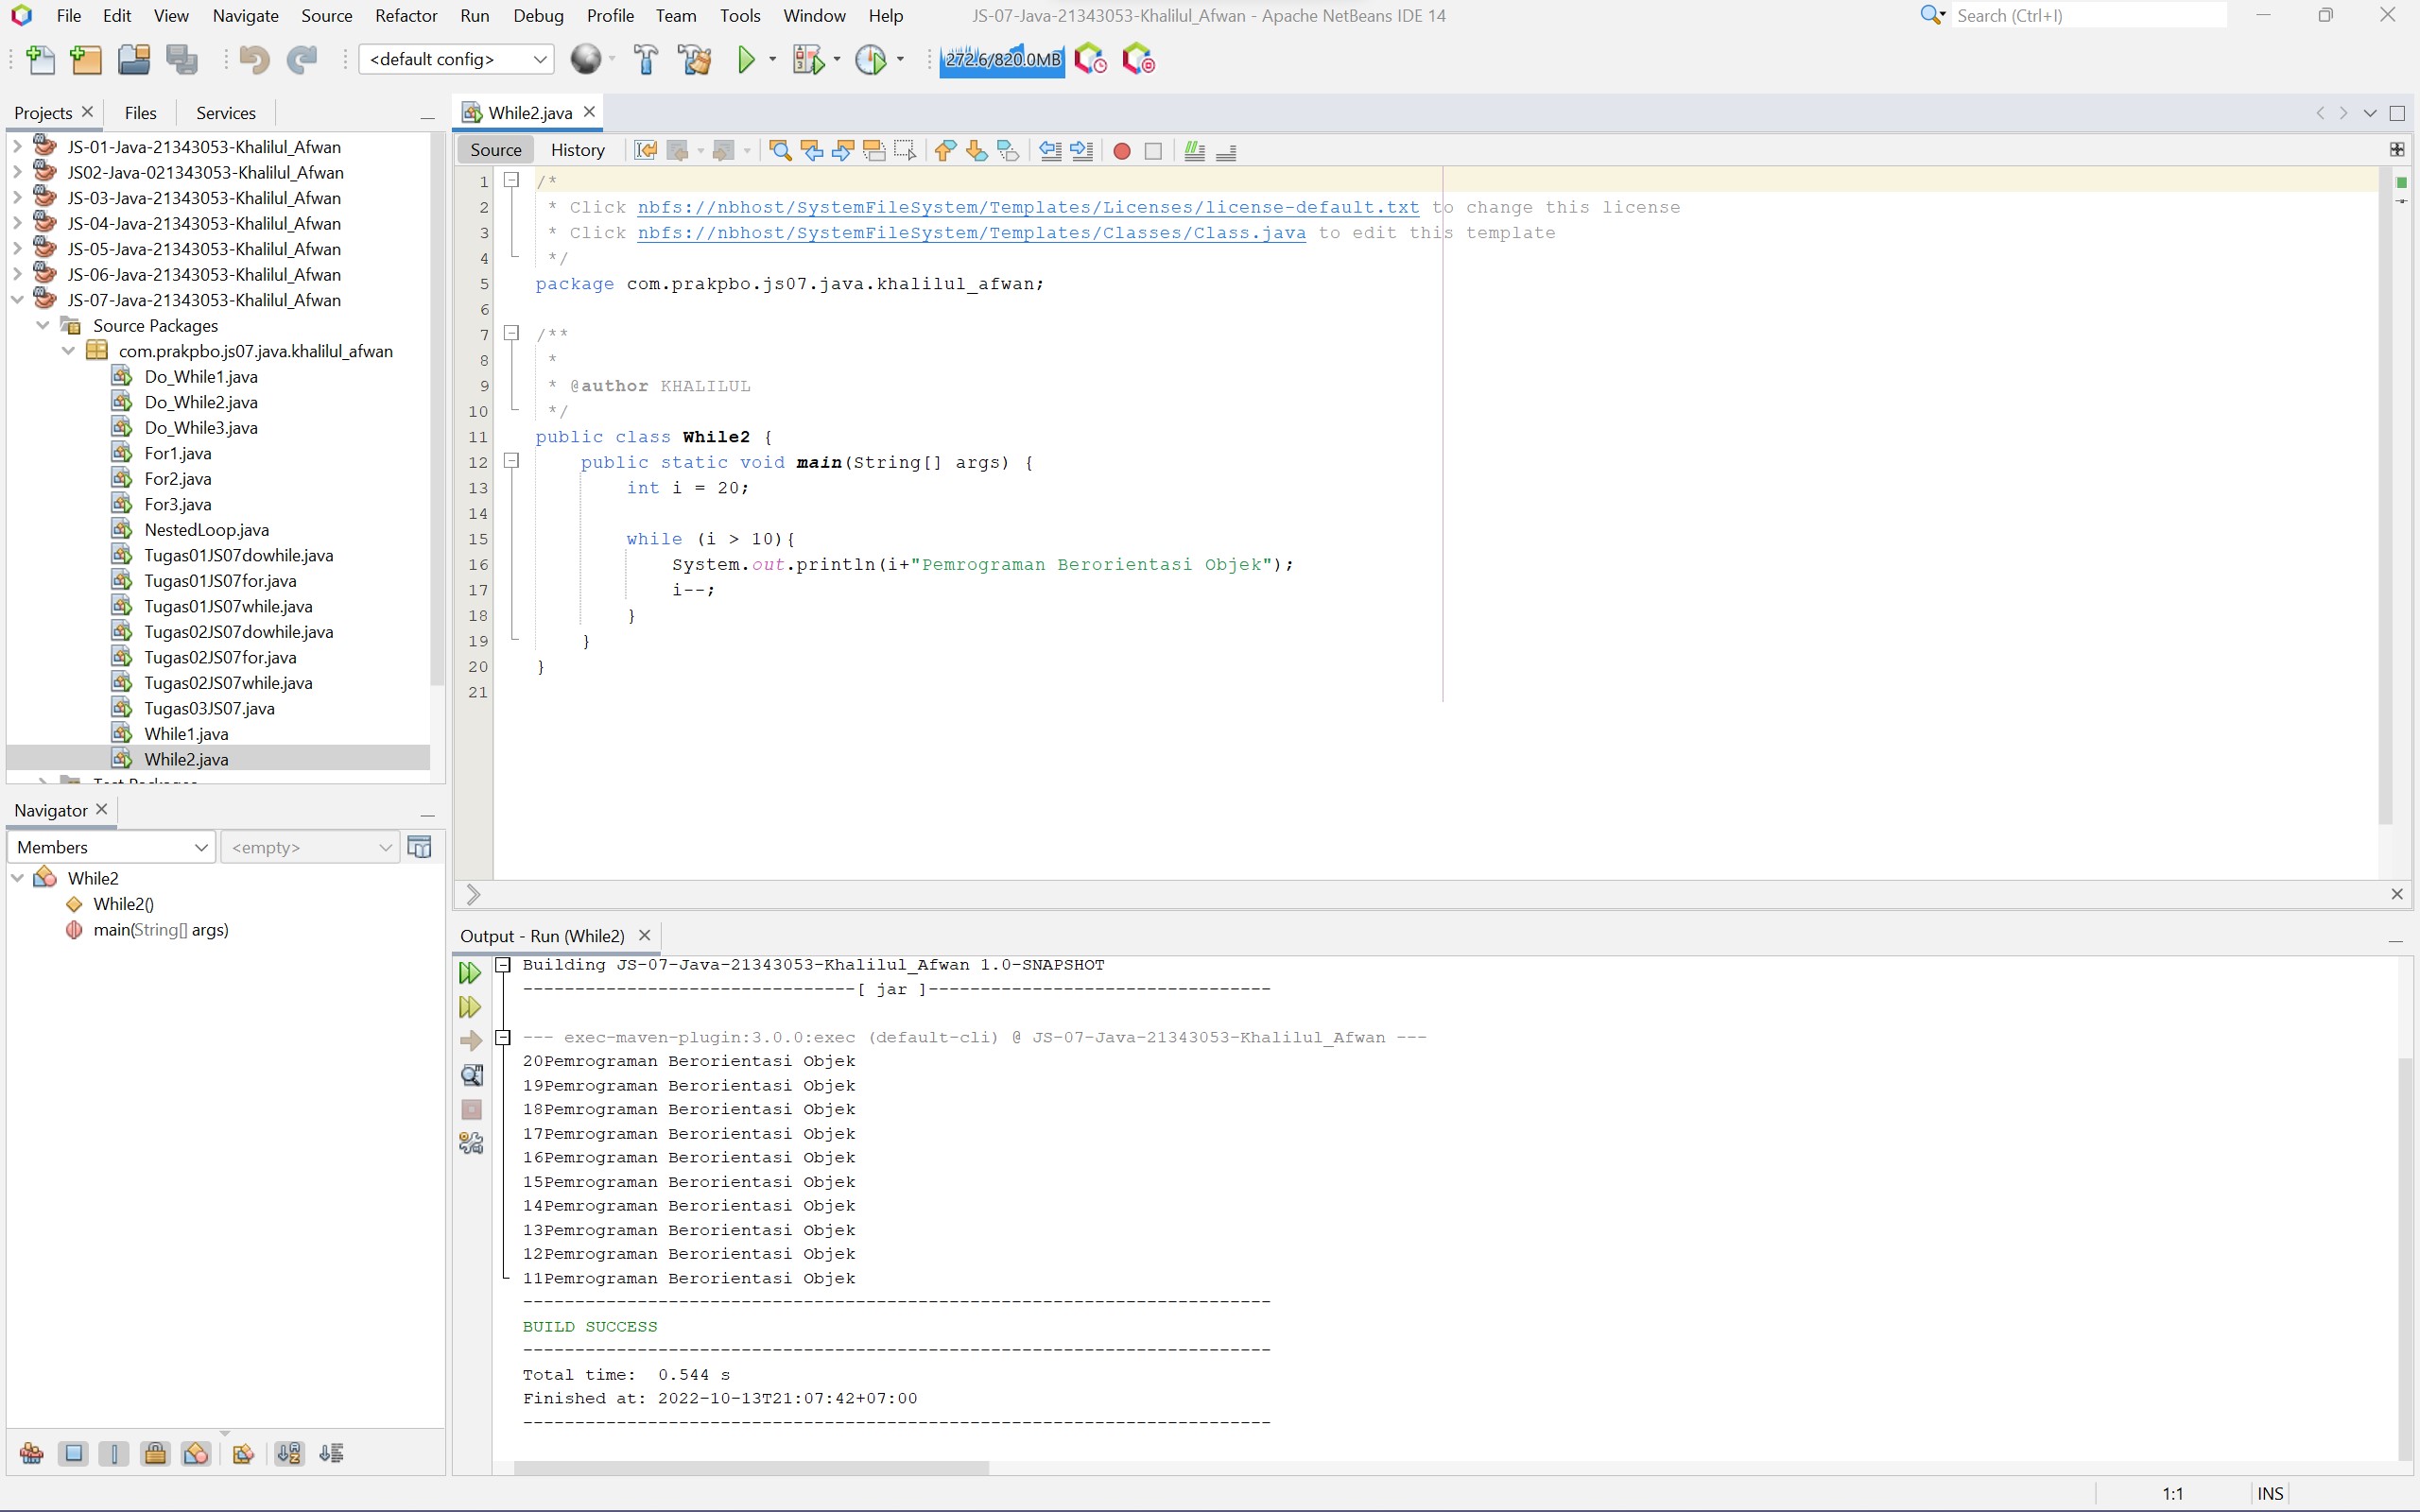 File Edit View Navigate Source Refactor Run Debug Profile Team Tools Window Help JS-07-Java-21343053-Khalilul_Afwan - Apache NetBeans IDE 14 Search (Ctrl+I)
<default config> 272.6/820.0MB
Projects Files Services
JS-01-Java-21343053-Khalilul_Afwan
JS02-Java-021343053-Khalilul_Afwan
JS-03-Java-21343053-Khalilul_Afwan
JS-04-Java-21343053-Khalilul_Afwan
JS-05-Java-21343053-Khalilul_Afwan
JS-06-Java-21343053-Khalilul_Afwan
JS-07-Java-21343053-Khalilul_Afwan
Source Packages
com.prakpbo.js07.java.khalilul_afwan
Do_While1.java
Do_While2.java
Do_While3.java
For1.java
For2.java
For3.java
NestedLoop.java
Tugas01JS07dowhile.java
Tugas01JS07for.java
Tugas01JS07while.java
Tugas02JS07dowhile.java
Tugas02JS07for.java
Tugas02JS07while.java
Tugas03JS07.java
While1.java
While2.java
Test Packages
Navigator
Members <empty>
While2
While2()
main(String[] args)
While2.java
Source History
1 /*
2 * Click nbfs://nbhost/SystemFileSystem/Templates/Licenses/license-default.txt to change this license
3 * Click nbfs://nbhost/SystemFileSystem/Templates/Classes/Class.java to edit this template
4 */
5 package com.prakpbo.js07.java.khalilul_afwan;
6
7 /**
8 *
9 * @author KHALILUL
10 */
11 public class While2 {
12 public static void main(String[] args) {
13 int i = 20;
14
15 while (i > 10){
16 System.out.println(i+"Pemrograman Berorientasi Objek");
17 i--;
18 }
19 }
20 }
21
Output - Run (While2)
Building JS-07-Java-21343053-Khalilul_Afwan 1.0-SNAPSHOT
--------------------------------[ jar ]---------------------------------
--- exec-maven-plugin:3.0.0:exec (default-cli) @ JS-07-Java-21343053-Khalilul_Afwan ---
20Pemrograman Berorientasi Objek
19Pemrograman Berorientasi Objek
18Pemrograman Berorientasi Objek
17Pemrograman Berorientasi Objek
16Pemrograman Berorientasi Objek
15Pemrograman Berorientasi Objek
14Pemrograman Berorientasi Objek
13Pemrograman Berorientasi Objek
12Pemrograman Berorientasi Objek
11Pemrograman Berorientasi Objek
------------------------------------------------------------------------
BUILD SUCCESS
------------------------------------------------------------------------
Total time: 0.544 s
Finished at: 2022-10-13T21:07:42+07:00
------------------------------------------------------------------------
1:1 INS